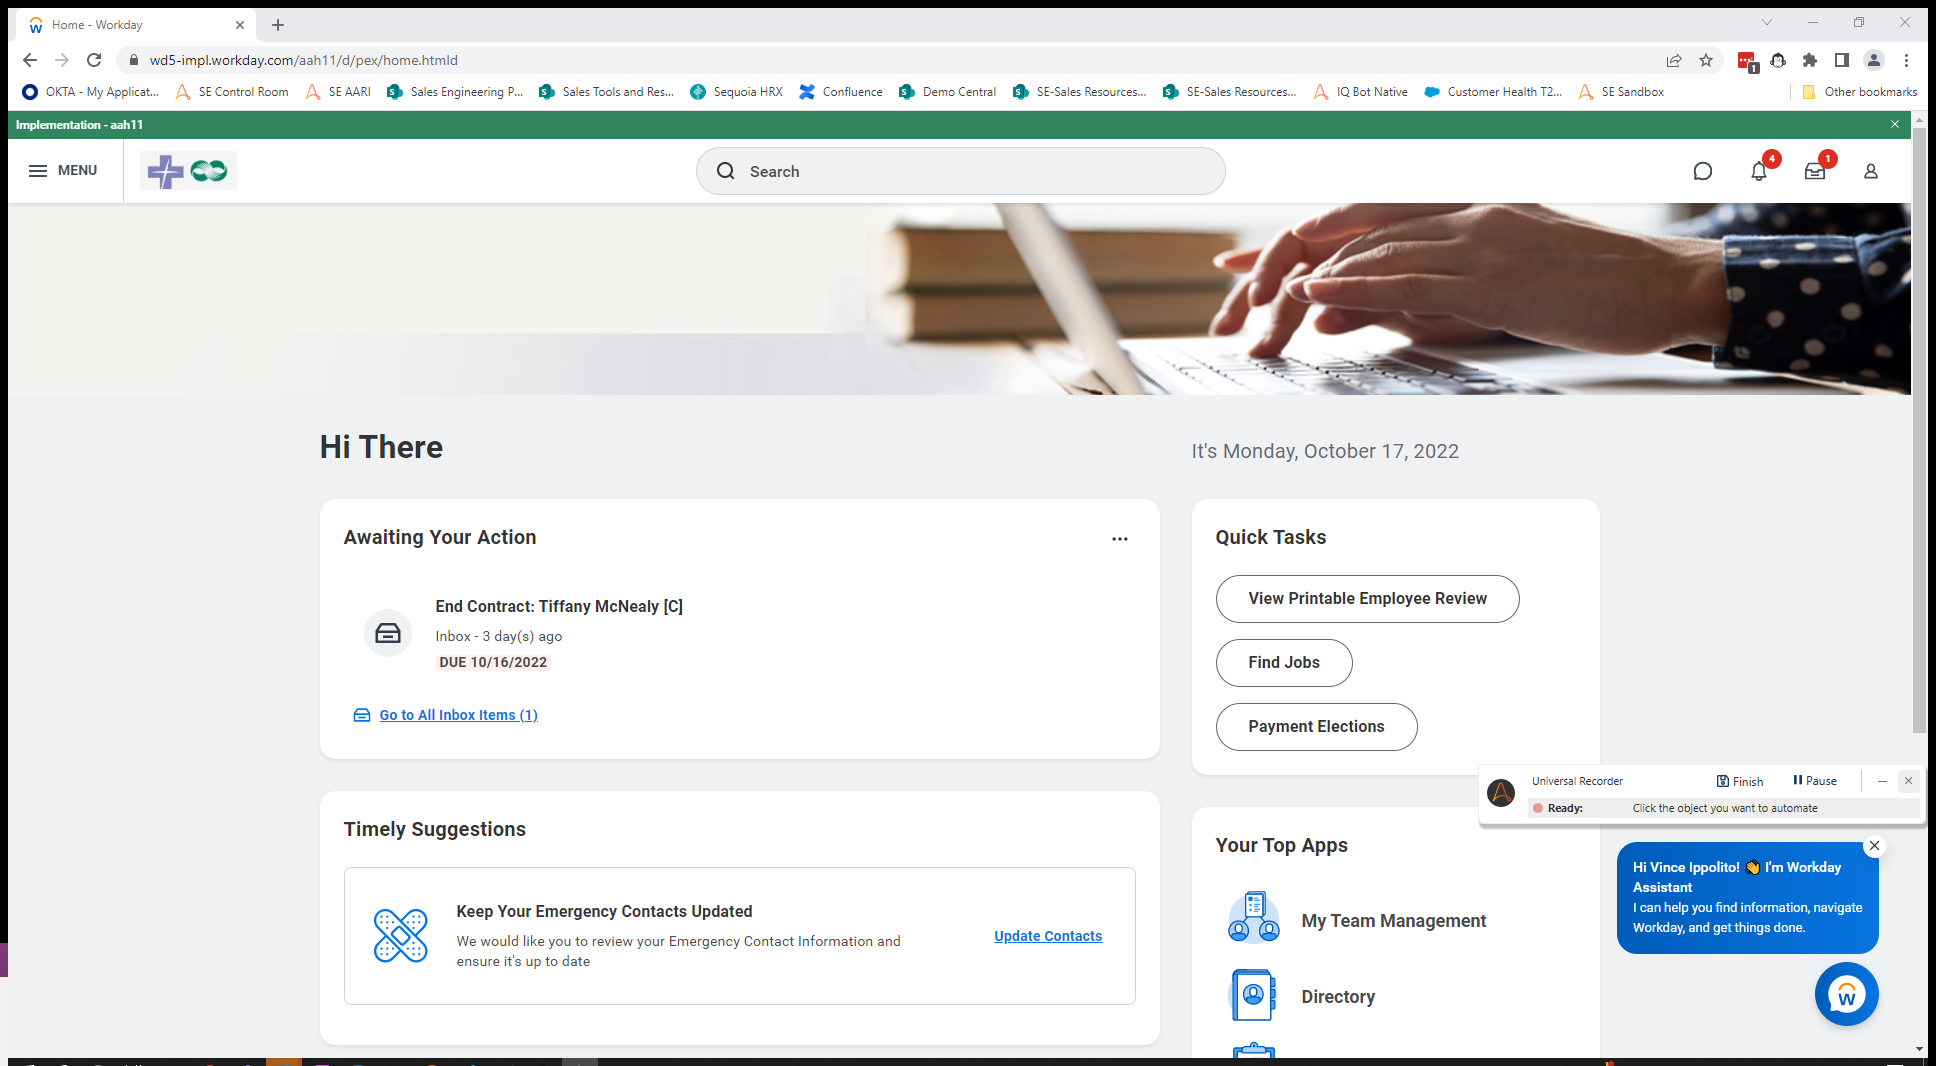 Home - Workday
wd5-impl.workday.com/aah11/d/pex/home.htmld
1
OKTA - My Applicat...
SE Control Room
SE AARI
Sales Engineering P...
Sales Tools and Res...
Sequoia HRX
Confluence
Demo Central
SE-Sales Resources...
SE-Sales Resources...
IQ Bot Native
Customer Health T2...
SE Sandbox
Other bookmarks
Implementation - aah11
MENU
Search
4
1
Hi There
It's Monday, October 17, 2022
Awaiting Your Action
End Contract: Tiffany McNealy [C]
Inbox - 3 day(s) ago
DUE 10/16/2022
Go to All Inbox Items (1)
Quick Tasks
View Printable Employee Review
Find Jobs
Payment Elections
Universal Recorder
Finish
Pause
Ready:
Click the object you want to automate
Timely Suggestions
Keep Your Emergency Contacts Updated
We would like you to review your Emergency Contact Information and
ensure it's up to date
Update Contacts
Your Top Apps
My Team Management
Directory
Hi Vince Ippolito! 👋 I'm Workday
Assistant
I can help you find information, navigate
Workday, and get things done.